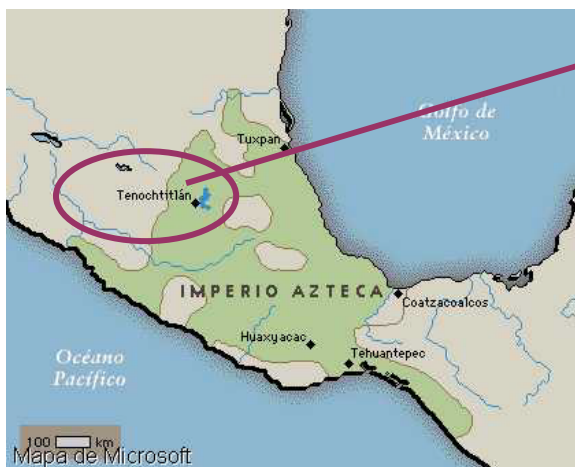 Golfo de
México
Tuxpan
Tenochtitlán
IMPERIO AZTECA
Coatzacoalcos
Huaxyacac
Tehuantepec
Océano
Pacífico
100 km
Mapa de Microsoft